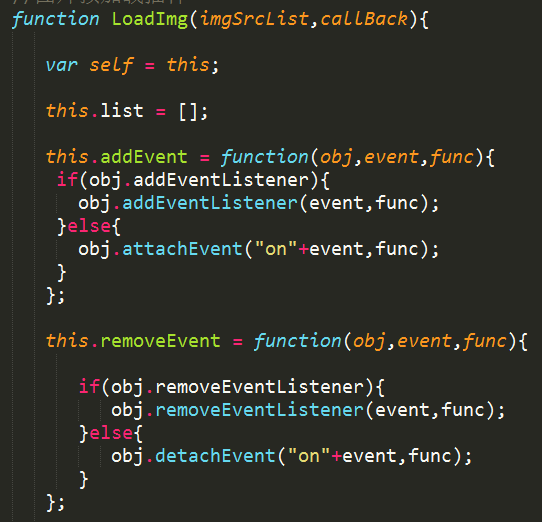 function LoadImg(imgSrcList,callBack){
var self = this;
this.list = [];
this.addEvent = function(obj,event,func){
if(obj.addEventListener){
obj.addEventListener(event,func);
}else{
obj.attachEvent("on"+event,func);
}
};
this.removeEvent = function(obj,event,func){
if(obj.removeEventListener){
obj.removeEventListener(event,func);
}else{
obj.detachEvent("on"+event,func);
}
};